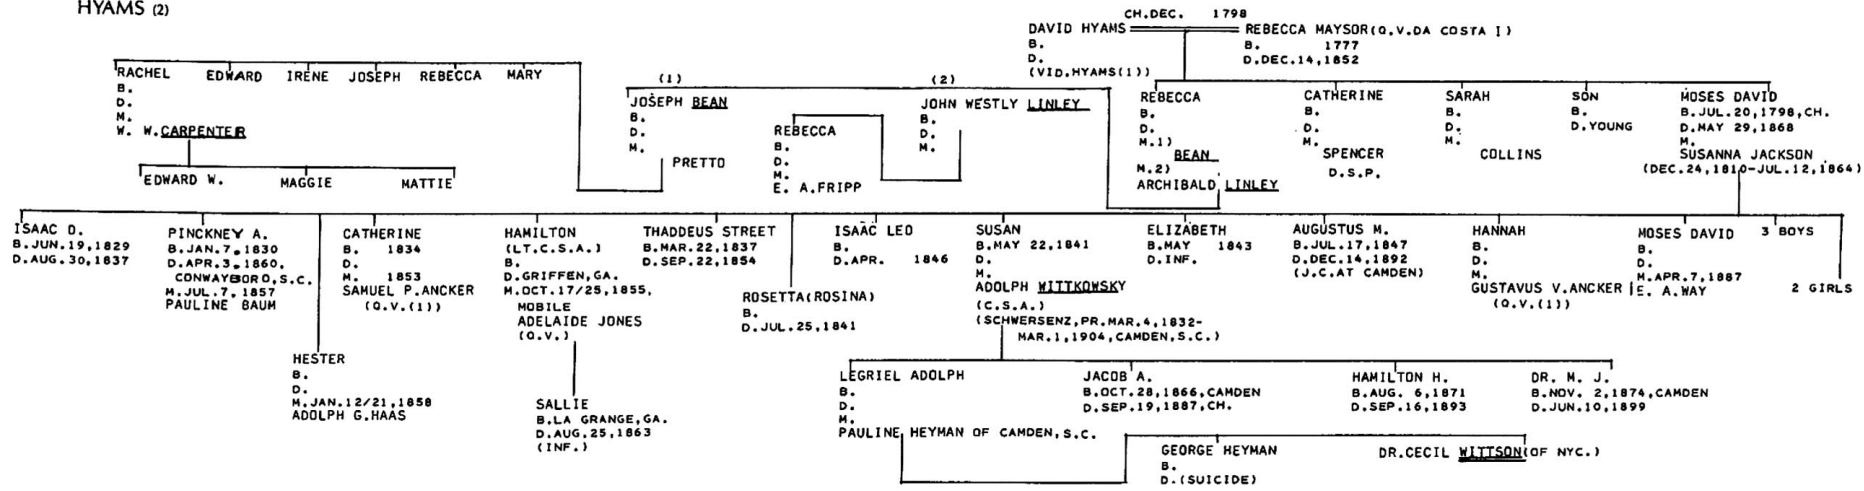 HYAMS (2)
CH.DEC. 1798
DAVID HYAMS
B.
D.
(VID.HYAMS(1))
REBECCA MAYSOR(Q.V.DA COSTA I)
B. 1777
D.DEC.14,1852
RACHEL
B.
D.
M.
W. W.CARPENTER
EDWARD
IRENE
JOSEPH
REBECCA
MARY
EDWARD W.
MAGGIE
MATTIE
(1)
JOSEPH BEAN
B.
D.
M.
PRETTO
REBECCA
B.
D.
M.
E. A.FRIPP
(2)
JOHN WESTLY LINLEY
B.
D.
M.
REBECCA
B.
D.
M.1)
BEAN
M.2)
ARCHIBALD LINLEY
CATHERINE
B.
D.
M.
SPENCER
D.S.P.
SARAH
B.
D.
M.
COLLINS
SON
B.
D.YOUNG
MOSES DAVID
B.JUL.20,1798,CH.
D.MAY 29,1868
M.
SUSANNA JACKSON
(DEC.24,1810-JUL.12,1864)
ISAAC D.
B.JUN.19,1829
D.AUG.30,1837
PINCKNEY A.
B.JAN.7,1830
D.APR.3,1860,
CONWAYBORO,S.C.
M.JUL.7,1857
PAULINE BAUM
HESTER
B.
D.
M.JAN.12/21,1858
ADOLPH G.HAAS
CATHERINE
B. 1834
D.
M. 1853
SAMUEL P.ANCKER
(Q.V.(1))
HAMILTON
(LT.C.S.A.)
B.
D.GRIFFEN,GA.
M.OCT.17/25,1855,
MOBILE
ADELAIDE JONES
(Q.V.)
SALLIE
B.LA GRANGE,GA.
D.AUG.25,1863
(INF.)
THADDEUS STREET
B.MAR.22,1837
D.SEP.22,1854
ROSETTA(ROSINA)
B.
D.JUL.25,1841
ISAAC LEO
B.
D.APR. 1846
SUSAN
B.MAY 22,1841
D.
M.
ADOLPH WITTKOWSKY
(C.S.A.)
(SCHWERSENZ,PR.MAR.4,1832-
MAR.1,1904,CAMDEN,S.C.)
ELIZABETH
B.MAY 1843
D.INF.
AUGUSTUS M.
B.JUL.17,1847
D.DEC.14,1892
(J.C.AT CAMDEN)
HANNAH
B.
D.
M.
GUSTAVUS V.ANCKER
(Q.V.(1))
MOSES DAVID
B.
D.
M.APR.7,1887
E. A.WAY
3 BOYS
2 GIRLS
LEGRIEL ADOLPH
B.
D.
M.
PAULINE HEYMAN OF CAMDEN,S.C.
JACOB A.
B.OCT.28,1866,CAMDEN
D.SEP.19,1887,CH.
HAMILTON H.
B.AUG. 6,1871
D.SEP.16,1893
DR. M. J.
B.NOV. 2,1874,CAMDEN
D.JUN.10,1899
GEORGE HEYMAN
B.
D.(SUICIDE)
DR.CECIL WITTSON(OF NYC.)